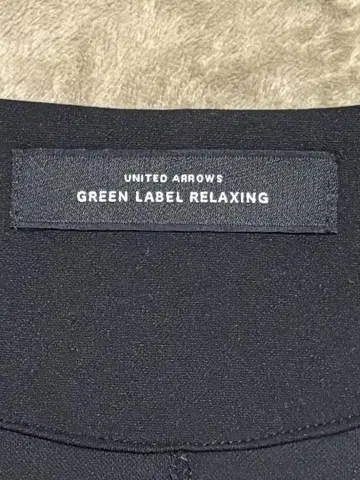 UNITED ARROWS
GREEN LABEL RELAXING